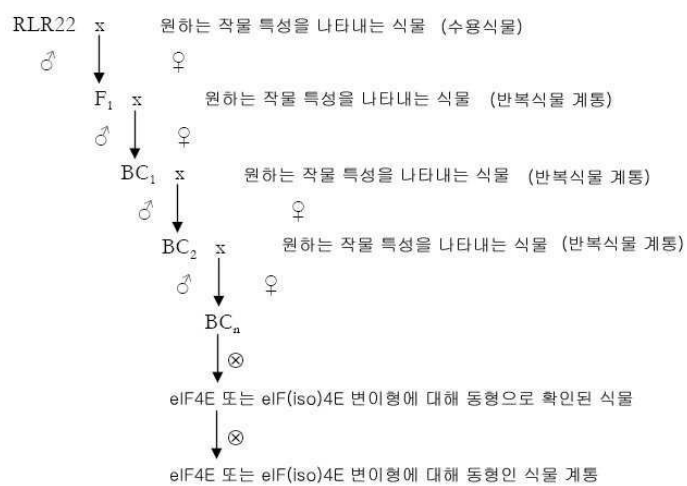 RLR22 x 원하는 작물 특성을 나타내는 식물 (수용식물)
♂ ♀
F₁ x 원하는 작물 특성을 나타내는 식물 (반복식물 계통)
♂ ♀
BC₁ x 원하는 작물 특성을 나타내는 식물 (반복식물 계통)
♂ ♀
BC₂ x 원하는 작물 특성을 나타내는 식물 (반복식물 계통)
♂ ♀
BCₙ
⊗
eIF4E 또는 eIF(iso)4E 변이형에 대해 동형으로 확인된 식물
⊗
eIF4E 또는 eIF(iso)4E 변이형에 대해 동형인 식물 계통